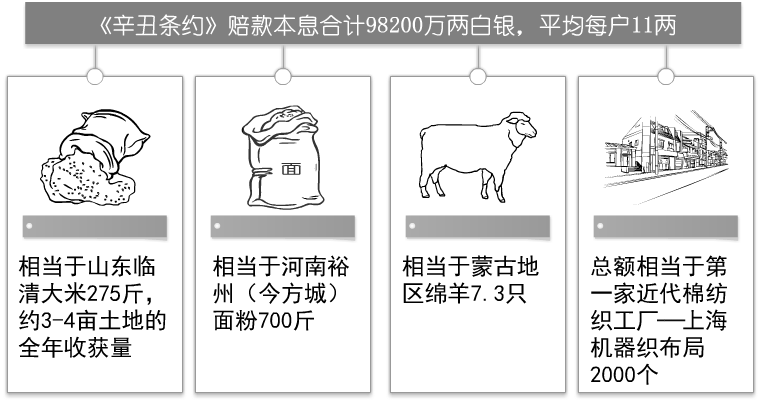 《辛丑条约》赔款本息合计98200万两白银，平均每户11两
相当于山东临
清大米275斤，
约3-4亩土地的
全年收获量
相当于河南裕
州（今方城）
面粉700斤
相当于蒙古地
区绵羊7.3只
总额相当于第
一家近代棉纺
织工厂——上海
机器织布局
2000个